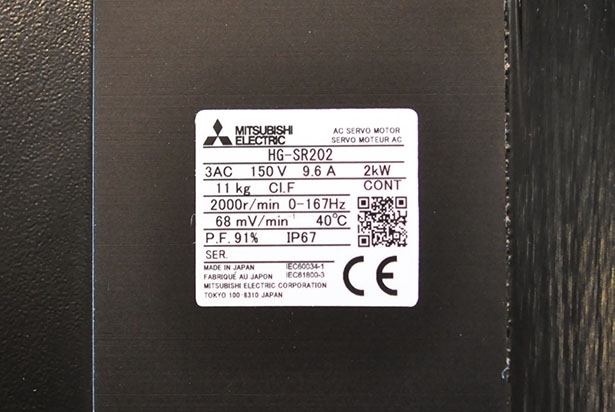 MITSUBISHI
ELECTRIC
AC SERVO MOTOR
SERVO MOTEUR AC
HG-SR202
3AC 150 V 9.6 A 2kW
11 kg Cl.F CONT
2000r/min 0-167Hz
68 mV/min⁻¹ 40℃
P.F. 91% IP67
SER.
MADE IN JAPAN IEC60034-1
FABRIQUÉ AU JAPON IEC61800-3
MITSUBISHI ELECTRIC CORPORATION
TOKYO 100-8310 JAPAN
CE